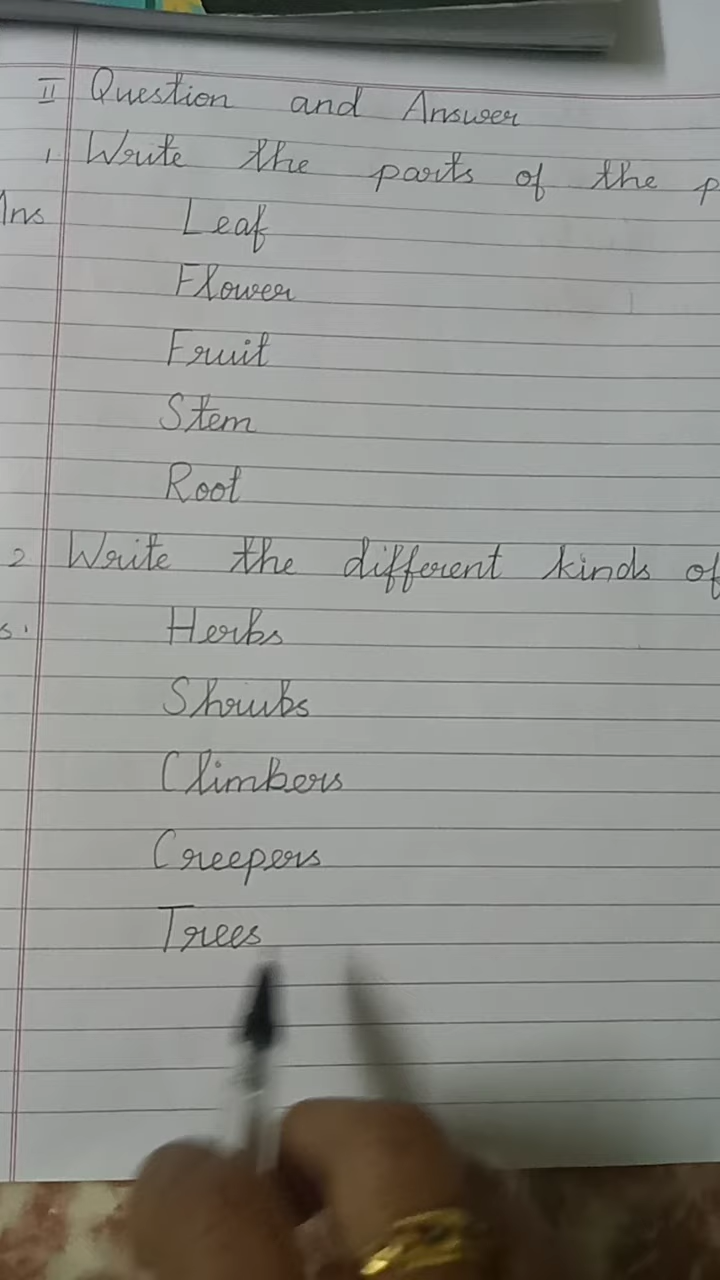 II Question and Answer
1. Write the parts of the p
Ans Leaf
Flower
Fruit
Stem
Root
2 Write the different kinds of
s. Herbs
Shrubs
Climbers
Creepers
Trees